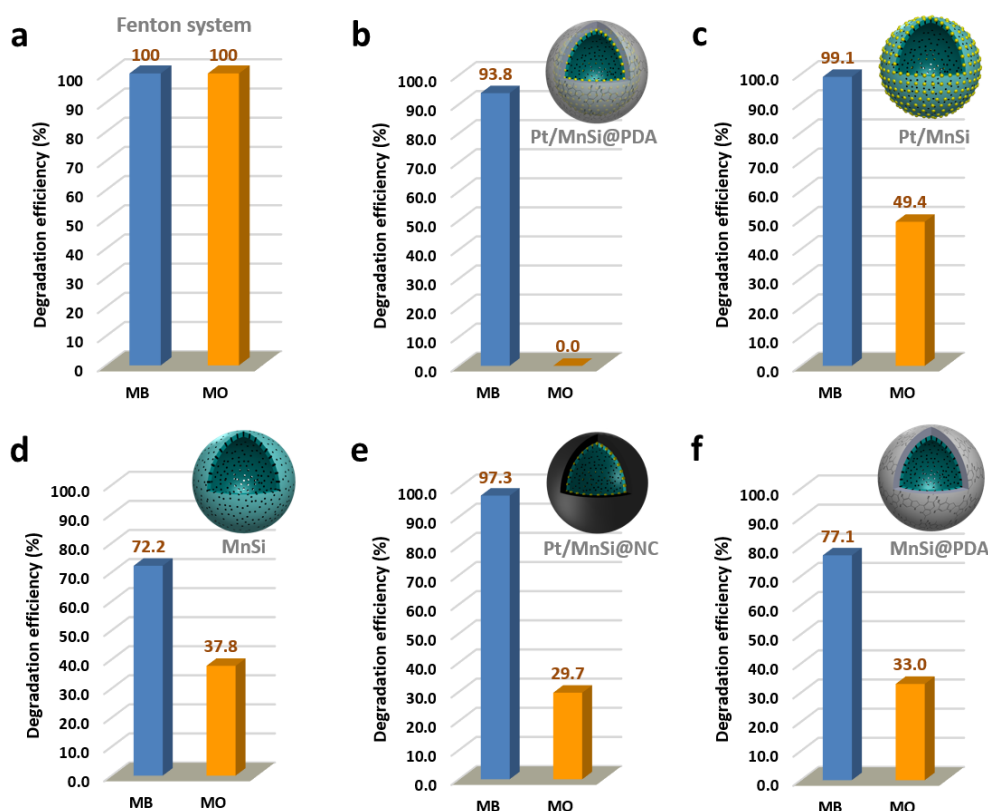 a
Fenton system
Degradation efficiency (%)
100
90
80
70
60
50
40
30
20
10
0
100
100
MB
MO
b
Pt/MnSi@PDA
Degradation efficiency (%)
100.0
90.0
80.0
70.0
60.0
50.0
40.0
30.0
20.0
10.0
0.0
93.8
0.0
MB
MO
c
Pt/MnSi
Degradation efficiency (%)
100.0
90.0
80.0
70.0
60.0
50.0
40.0
30.0
20.0
10.0
0.0
99.1
49.4
MB
MO
d
MnSi
Degradation efficiency (%)
100.0
90.0
80.0
70.0
60.0
50.0
40.0
30.0
20.0
10.0
0.0
72.2
37.8
MB
MO
e
Pt/MnSi@NC
Degradation efficiency (%)
100.0
90.0
80.0
70.0
60.0
50.0
40.0
30.0
20.0
10.0
0.0
97.3
29.7
MB
MO
f
MnSi@PDA
Degradation efficiency (%)
100.0
90.0
80.0
70.0
60.0
50.0
40.0
30.0
20.0
10.0
0.0
77.1
33.0
MB
MO